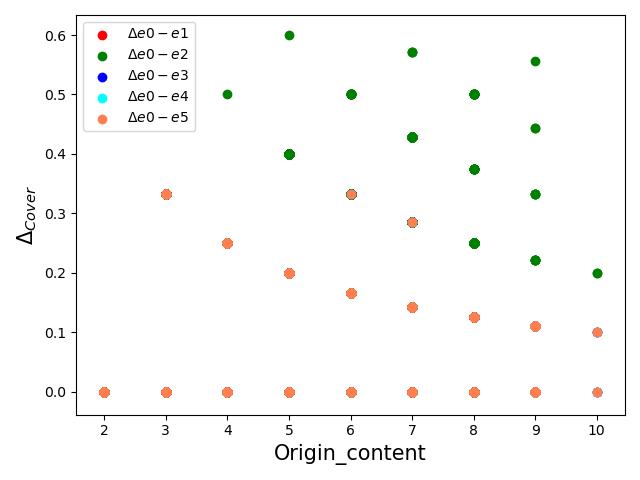 Δe0 − e1
Δe0 − e2
Δe0 − e3
Δe0 − e4
Δe0 − e5
0.6
0.5
0.4
0.3
0.2
0.1
0.0
Δ_Cover
2 3 4 5 6 7 8 9 10
Origin_content